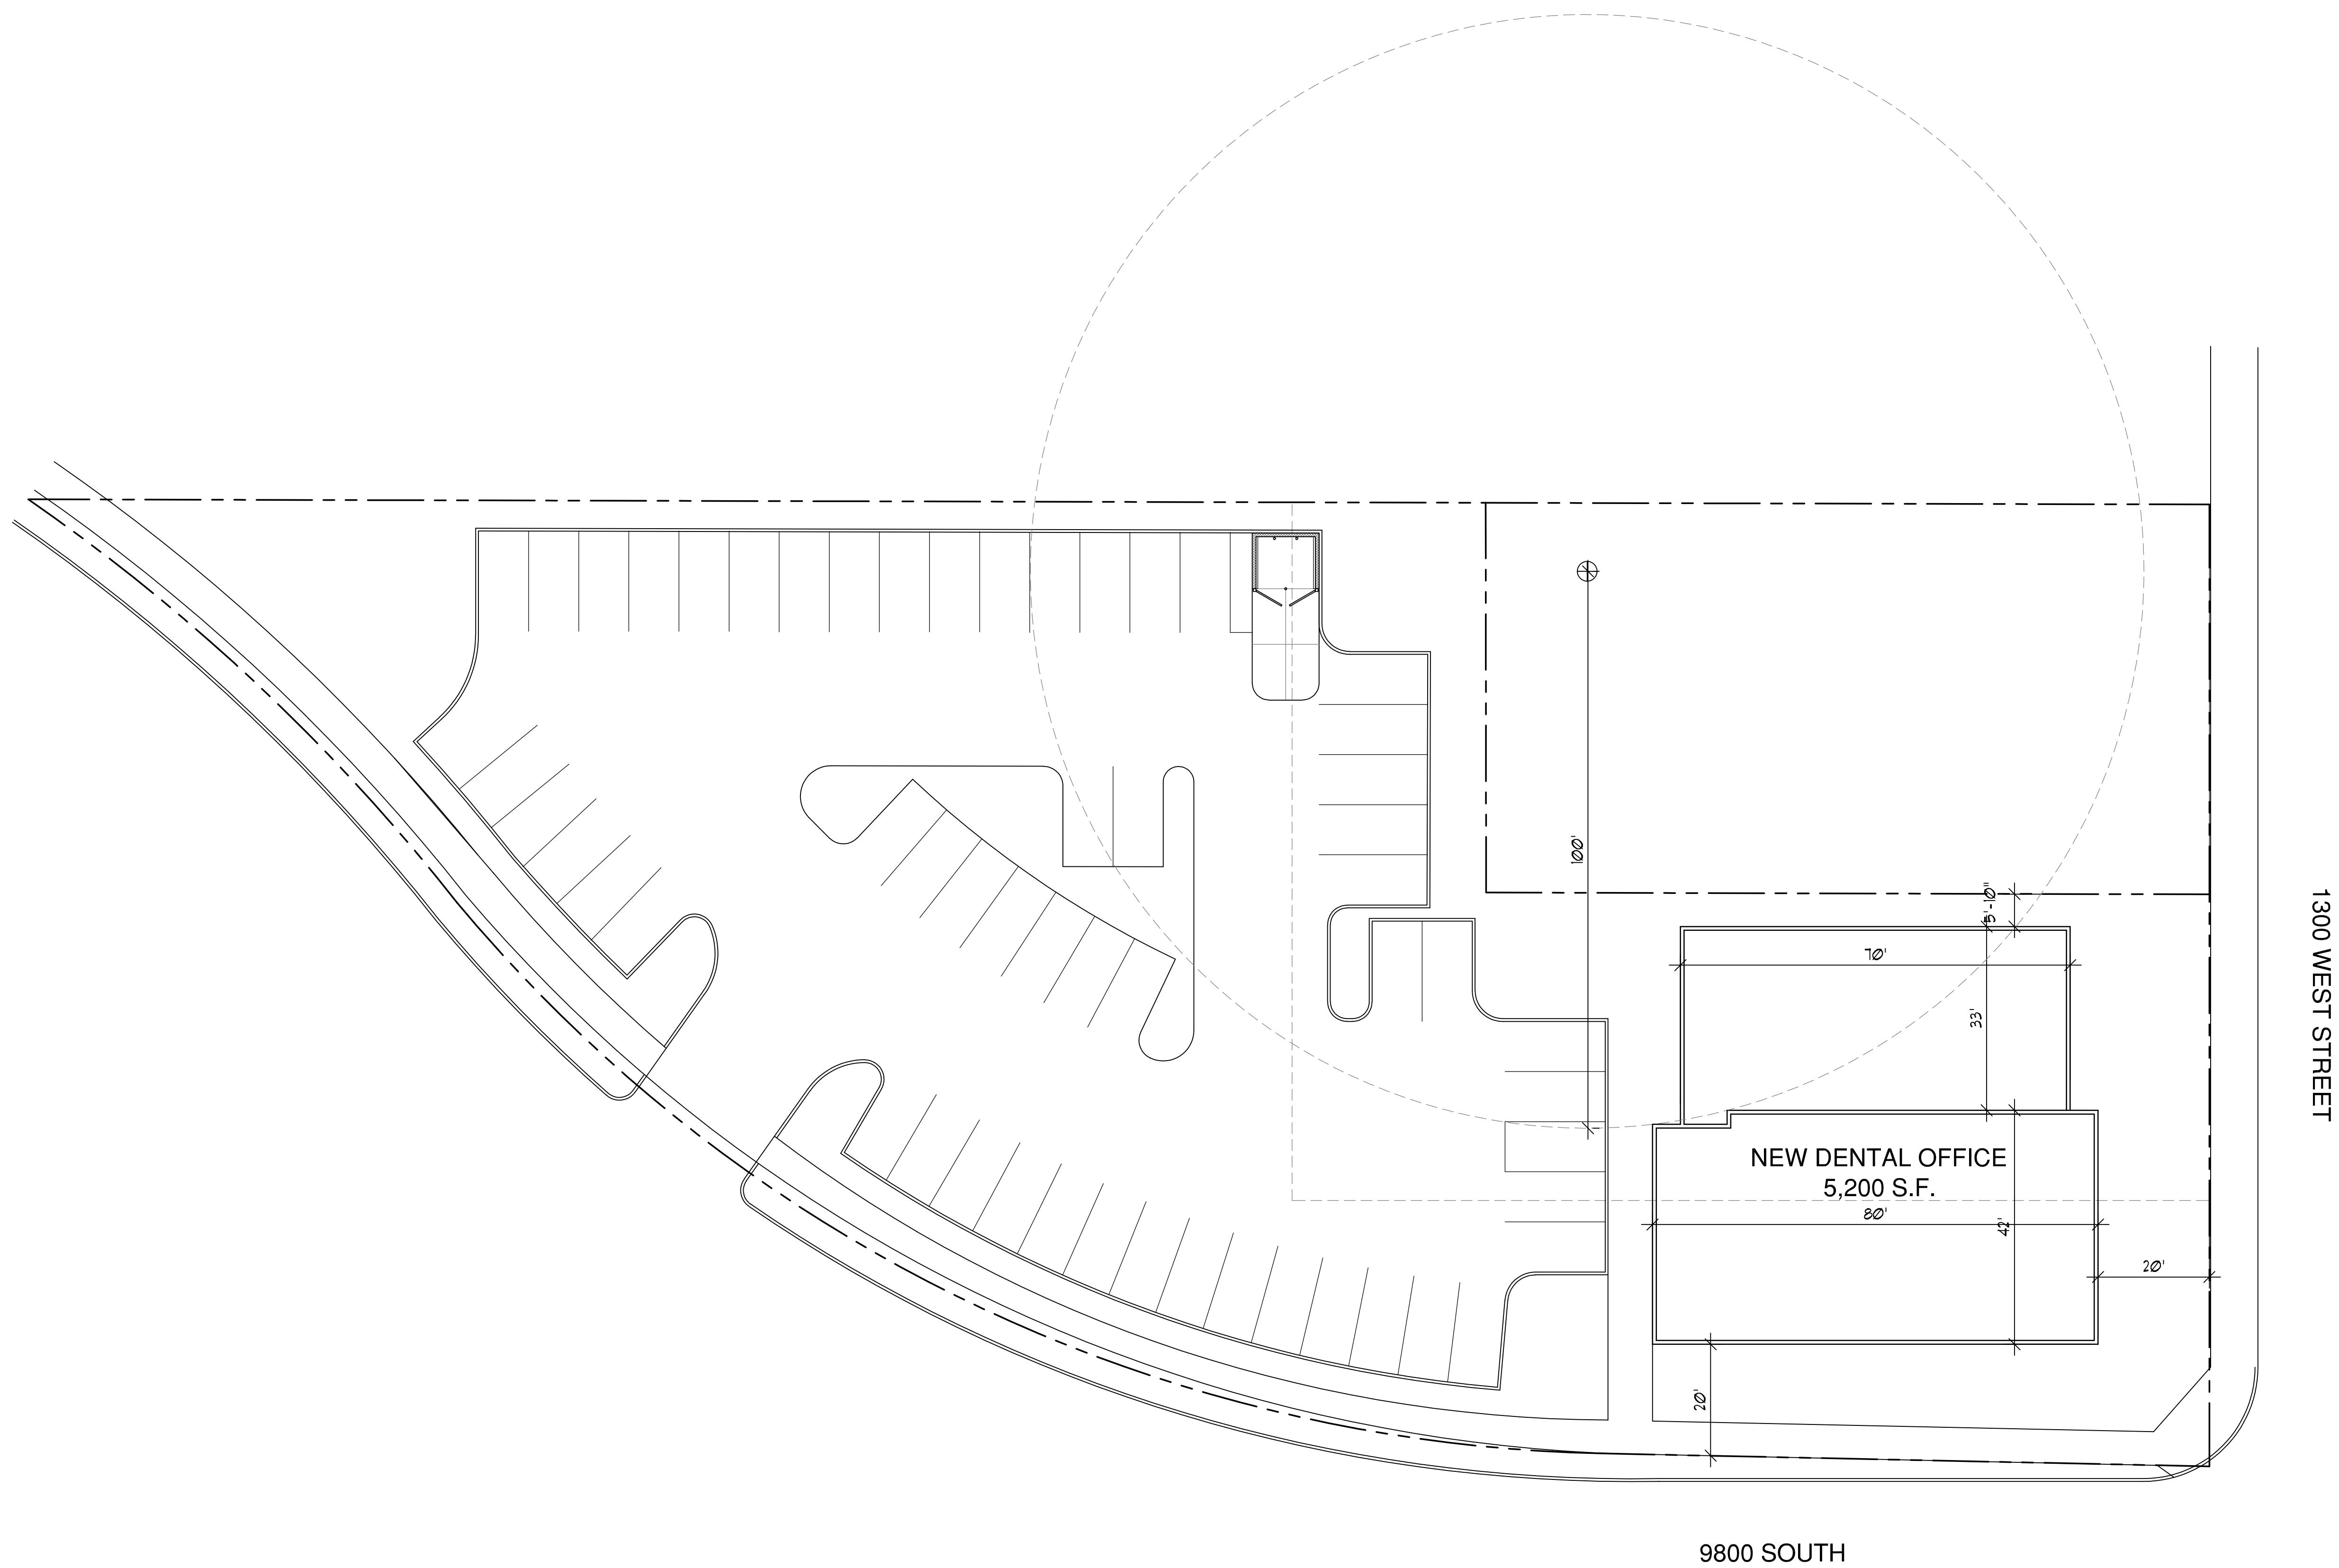 100'
5'-10"
70'
33'
NEW DENTAL OFFICE
5,200 S.F.
80'
42'
20'
20'
1300 WEST STREET
9800 SOUTH